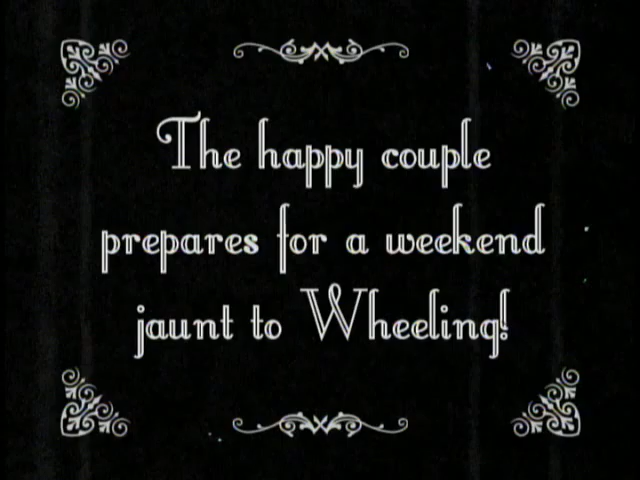 The happy couple
prepares for a weekend
jaunt to Wheeling!